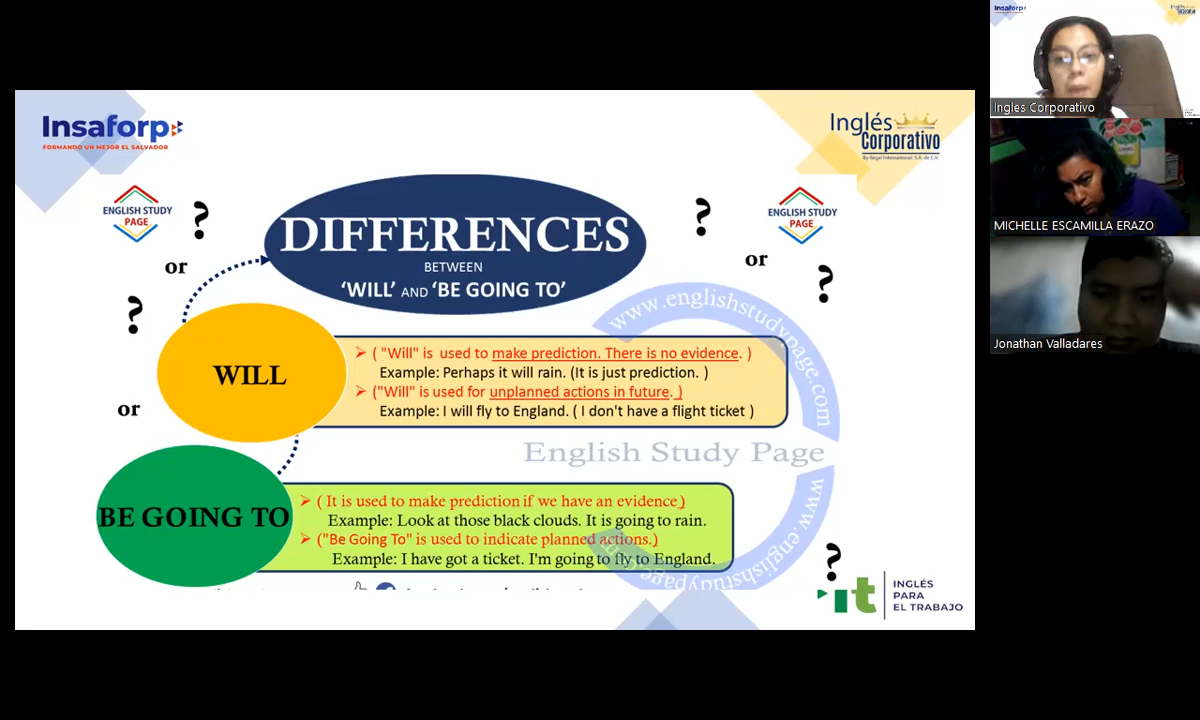 Insaforp
FORMANDO UN MEJOR EL SALVADOR
Inglés
Corporativo
By Regal International, S.A. de C.V.
ENGLISH STUDY
PAGE
?
or
?
DIFFERENCES
BETWEEN
‘WILL’ AND ‘BE GOING TO’
?
ENGLISH STUDY
PAGE
or
?
WILL
➢ ( "Will" is used to make prediction. There is no evidence. )
Example: Perhaps it will rain. (It is just prediction. )
➢ ("Will" is used for unplanned actions in future. )
Example: I will fly to England. ( I don't have a flight ticket )
or
www.englishstudypage.com
English Study Page
www.englishstudypage.com
BE GOING TO
➢ ( It is used to make prediction if we have an evidence.)
Example: Look at those black clouds. It is going to rain.
➢ ("Be Going To" is used to indicate planned actions.)
Example: I have got a ticket. I'm going to fly to England.
?
it
INGLÉS
PARA
EL TRABAJO
Insaforp
Ingles Corporativo
MICHELLE ESCAMILLA ERAZO
Jonathan Valladares